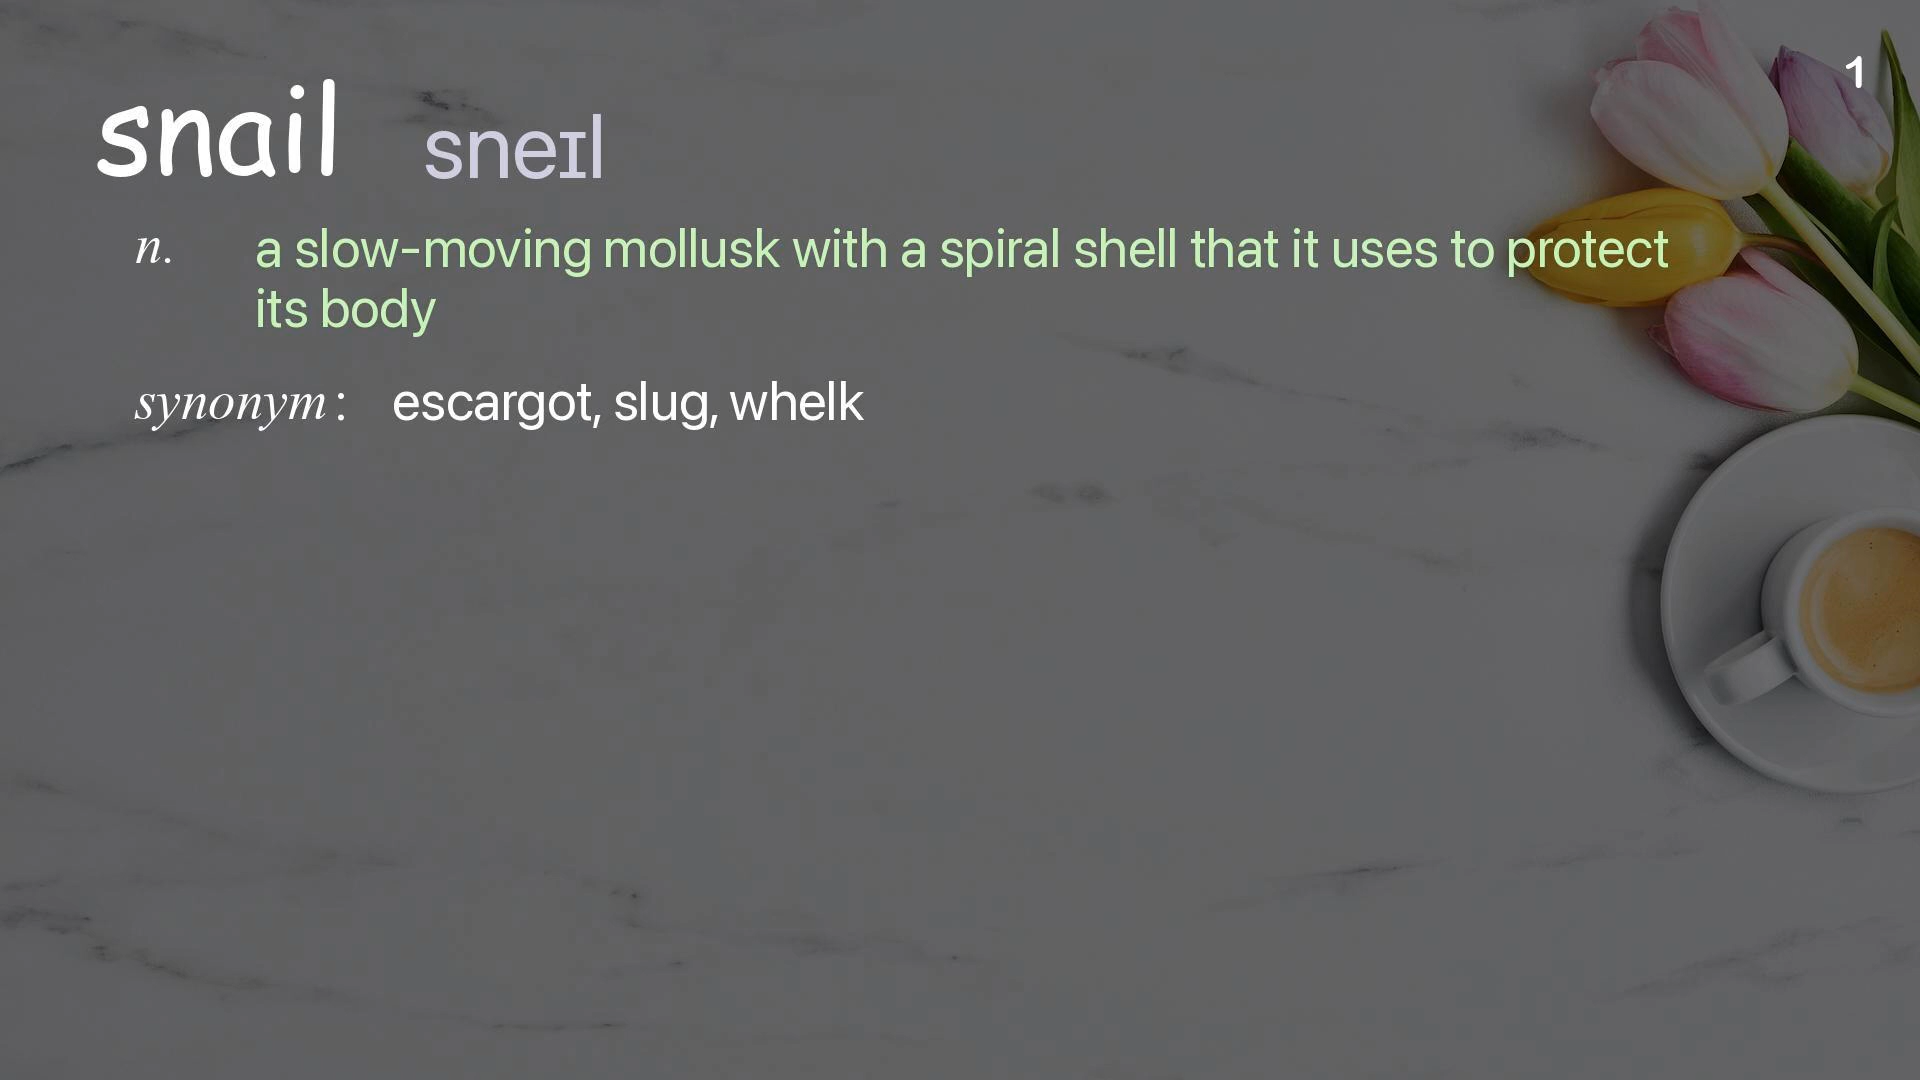 1
snail sneɪl
n. a slow-moving mollusk with a spiral shell that it uses to protect
its body
synonym : escargot, slug, whelk